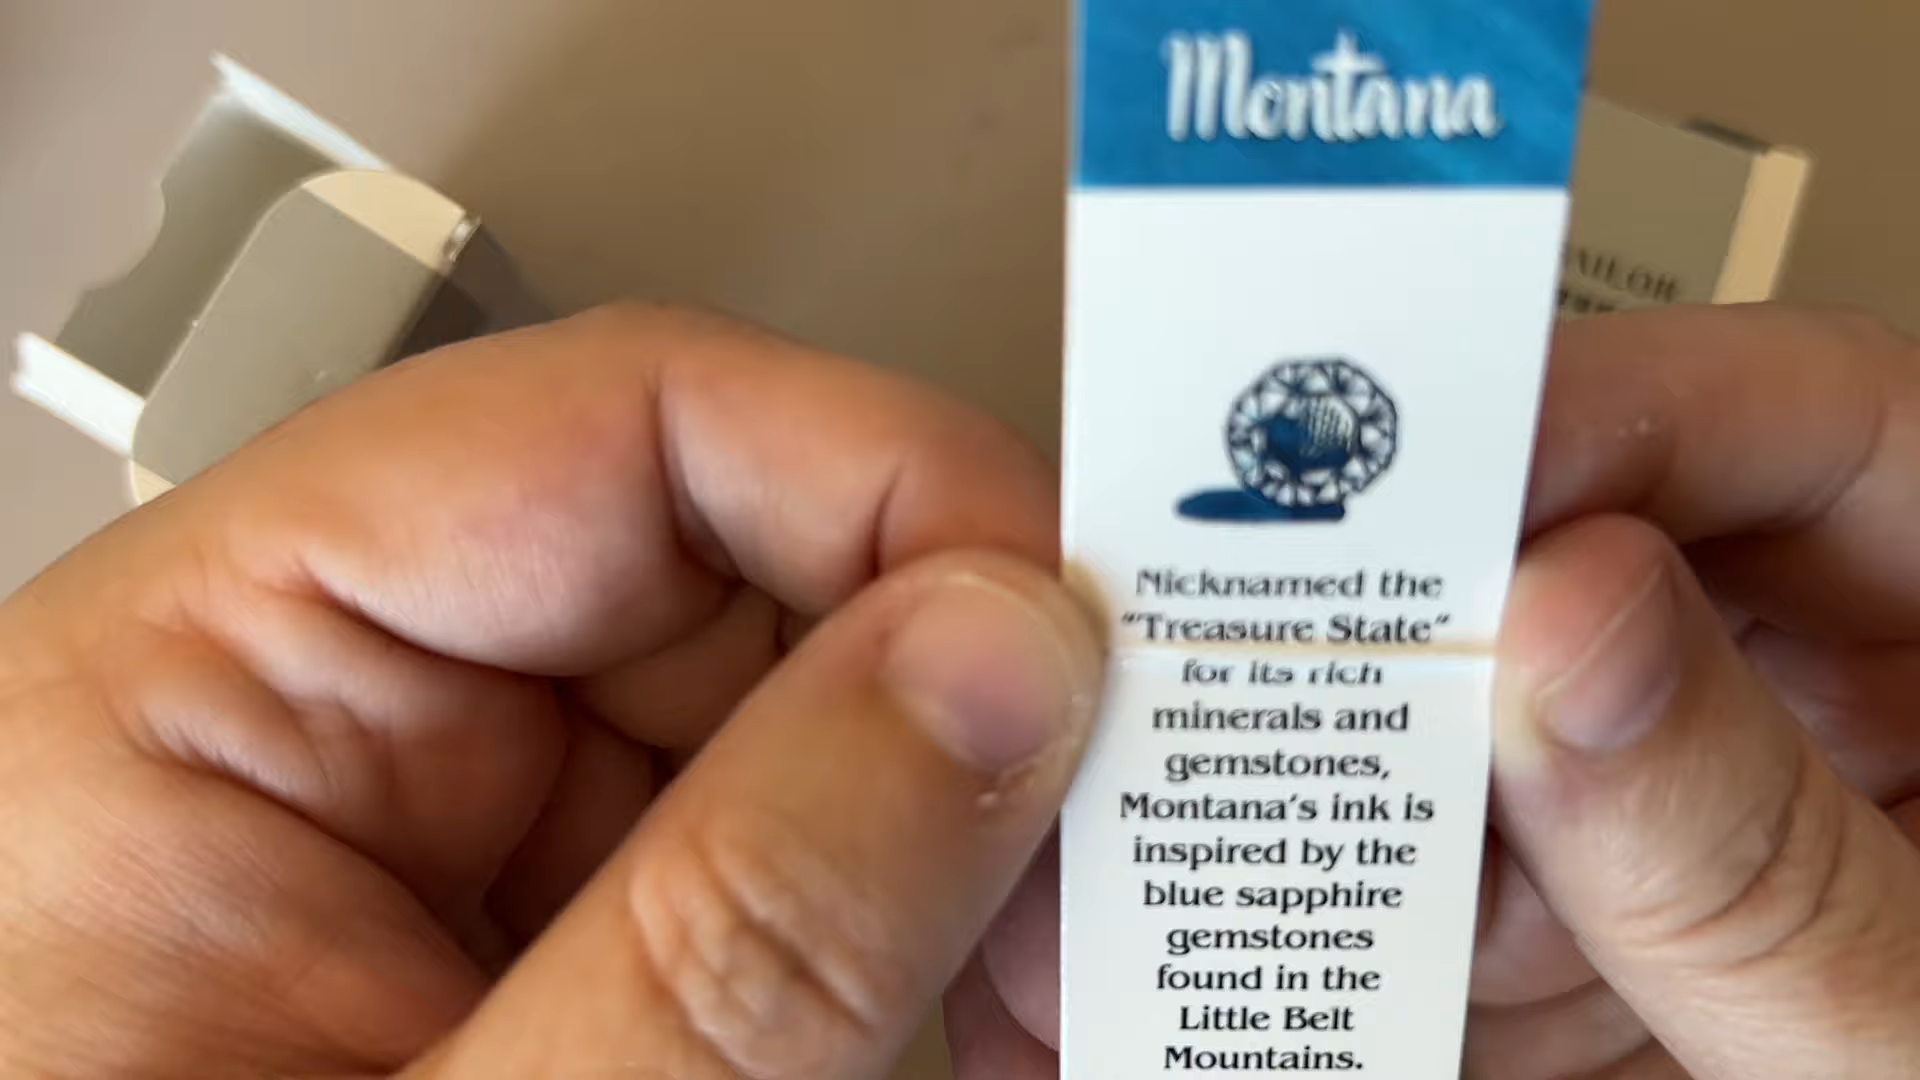 Montana
Nicknamed the
"Treasure State"
for its rich
minerals and
gemstones,
Montana's ink is
inspired by the
blue sapphire
gemstones
found in the
Little Belt
Mountains.